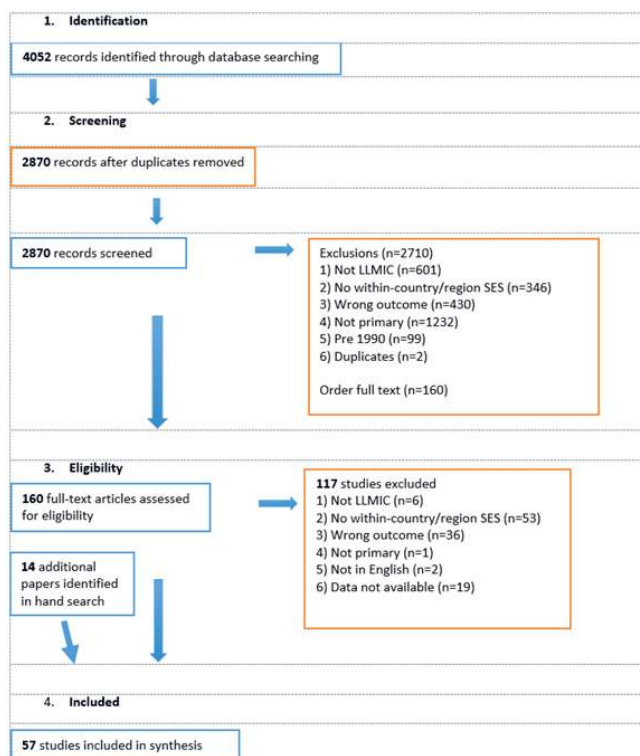 1. Identification
4052 records identified through database searching
2. Screening
2870 records after duplicates removed
2870 records screened
Exclusions (n=2710)
1) Not LLMIC (n=601)
2) No within-country/region SES (n=346)
3) Wrong outcome (n=430)
4) Not primary (n=1232)
5) Pre 1990 (n=99)
6) Duplicates (n=2)
Order full text (n=160)
3. Eligibility
160 full-text articles assessed
for eligibility
117 studies excluded
1) Not LLMIC (n=6)
2) No within-country/region SES (n=53)
3) Wrong outcome (n=36)
4) Not primary (n=1)
5) Not in English (n=2)
6) Data not available (n=19)
14 additional
papers identified
in hand search
4. Included
57 studies included in synthesis